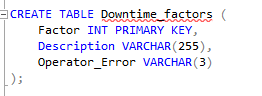 CREATE TABLE Downtime_factors (
Factor INT PRIMARY KEY,
Description VARCHAR(255),
Operator_Error VARCHAR(3)
);